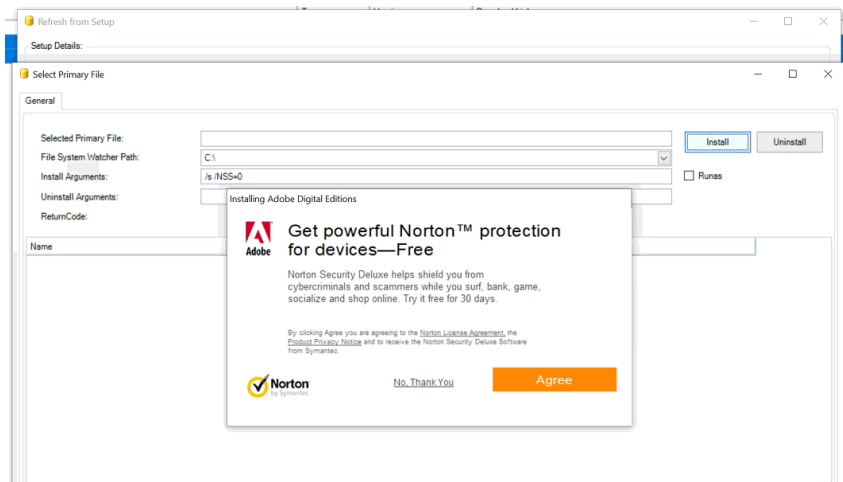 Refresh from Setup
Setup Details:
Select Primary File
General
Selected Primary File:
Install
Uninstall
File System Watcher Path:
C:\
Install Arguments:
/s /NSS=0
Runas
Uninstall Arguments:
Installing Adobe Digital Editions
ReturnCode:
Name
Adobe
Get powerful Norton™ protection
for devices—Free
Norton Security Deluxe helps shield you from
cybercriminals and scammers while you surf, bank, game,
socialize and shop online. Try it free for 30 days.
By clicking Agree you are agreeing to the Norton License Agreement, the
Product Privacy Notice and to receive the Norton Security Deluxe Software
from Symantec.
Norton
by Symantec
No, Thank You
Agree